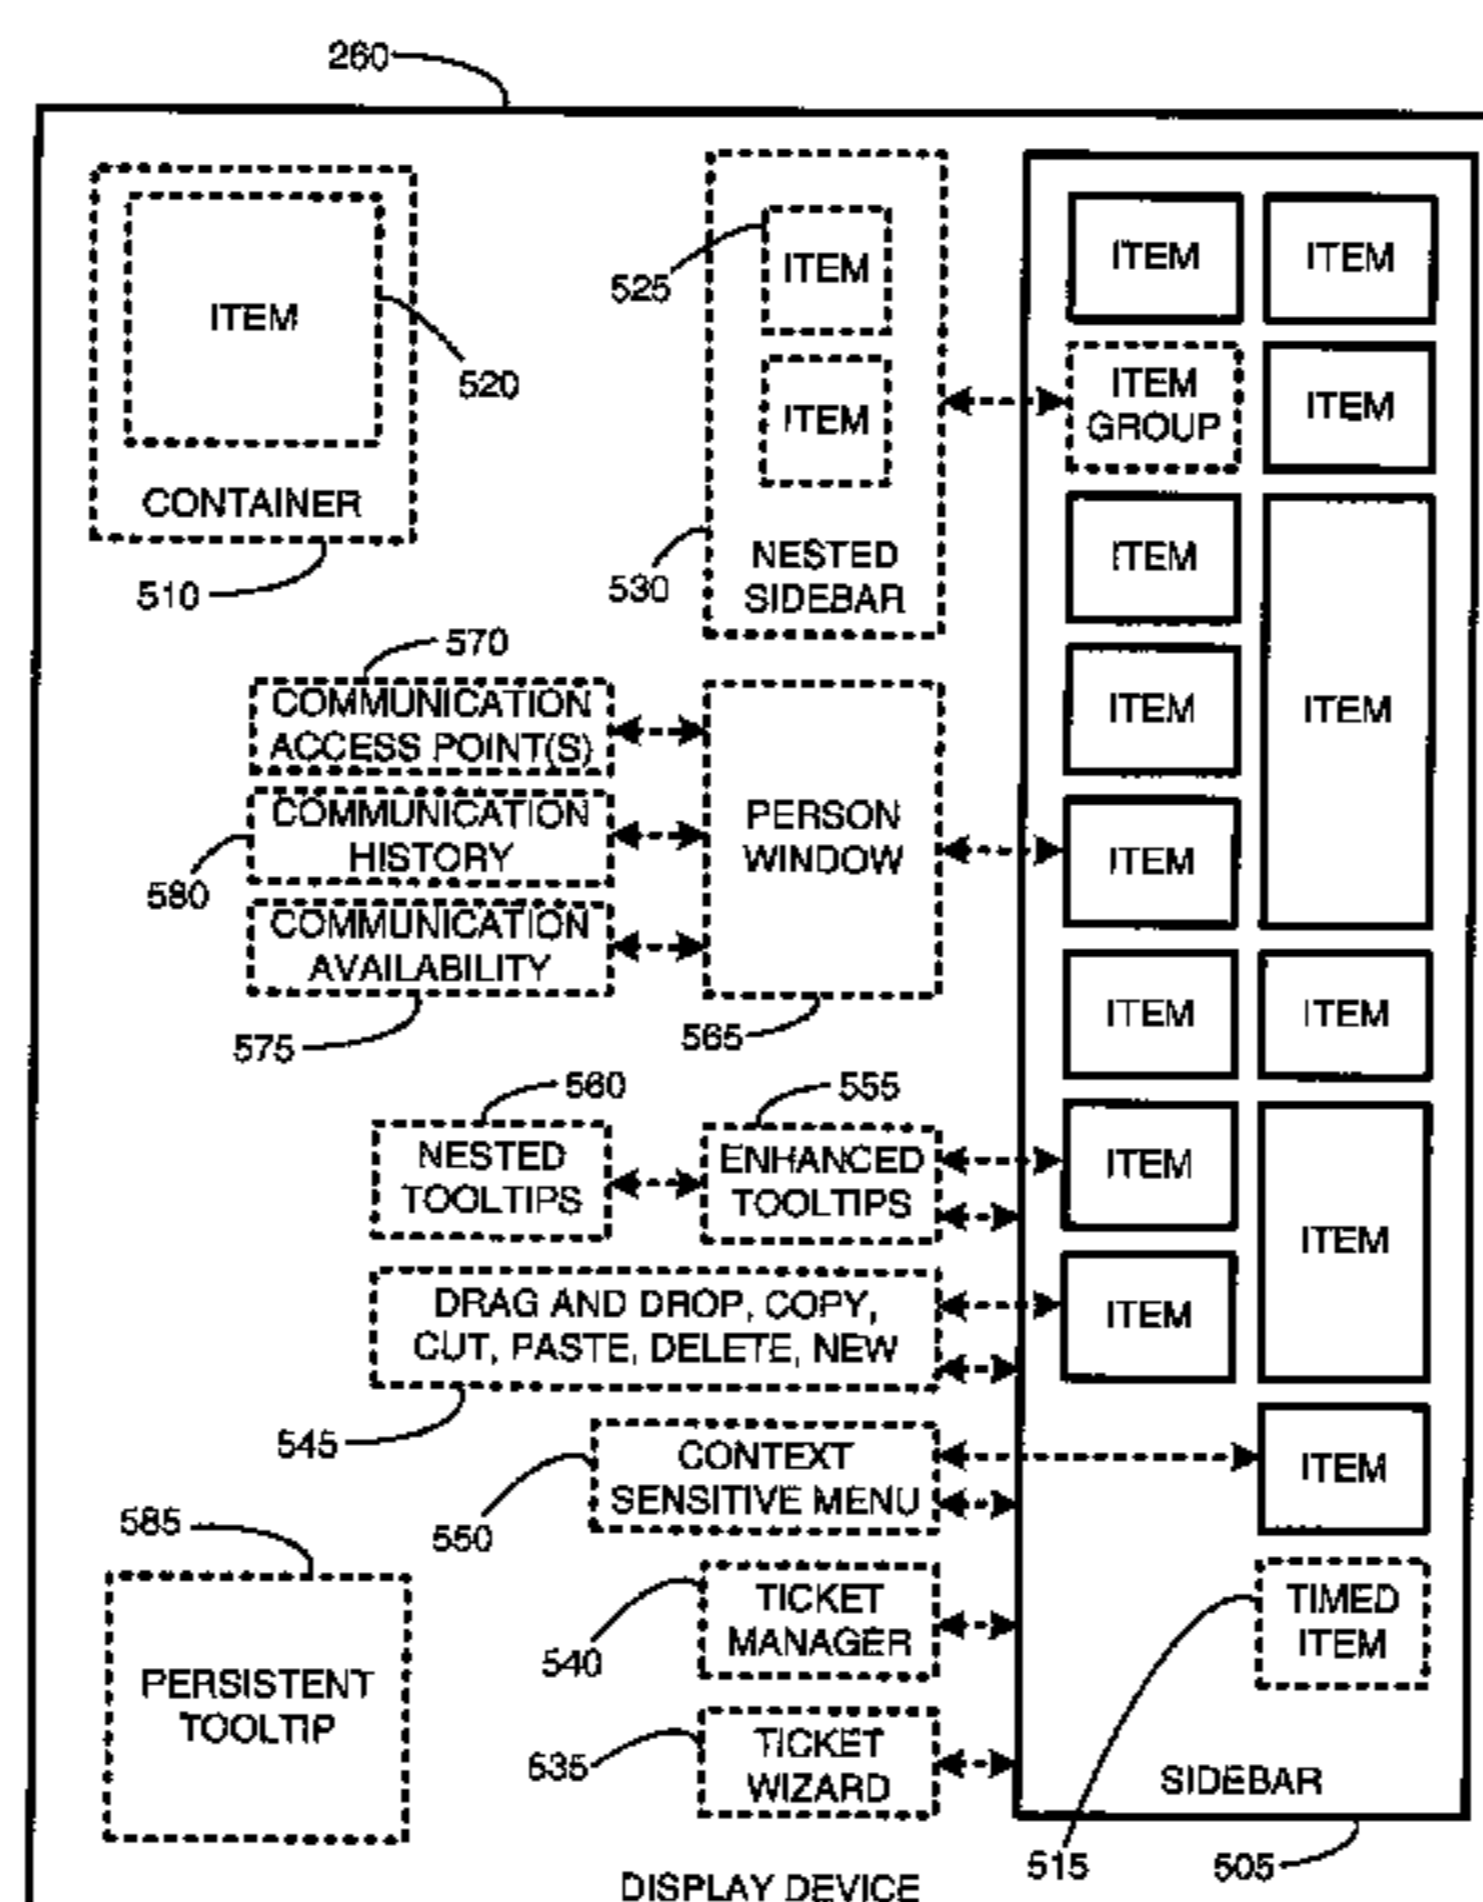 260
ITEM
520
CONTAINER
510
525
ITEM
ITEM
530
NESTED
SIDEBAR
ITEM
ITEM
ITEM
GROUP
ITEM
ITEM
ITEM
ITEM
ITEM
ITEM
ITEM
ITEM
ITEM
ITEM
ITEM
TIMED
ITEM
SIDEBAR
515
505
570
COMMUNICATION
ACCESS POINT(S)
COMMUNICATION
HISTORY
580
COMMUNICATION
AVAILABILITY
575
PERSON
WINDOW
565
560
NESTED
TOOLTIPS
555
ENHANCED
TOOLTIPS
DRAG AND DROP, COPY,
CUT, PASTE, DELETE, NEW
545
CONTEXT
SENSITIVE MENU
550
585
PERSISTENT
TOOLTIP
TICKET
MANAGER
540
TICKET
WIZARD
535
DISPLAY DEVICE